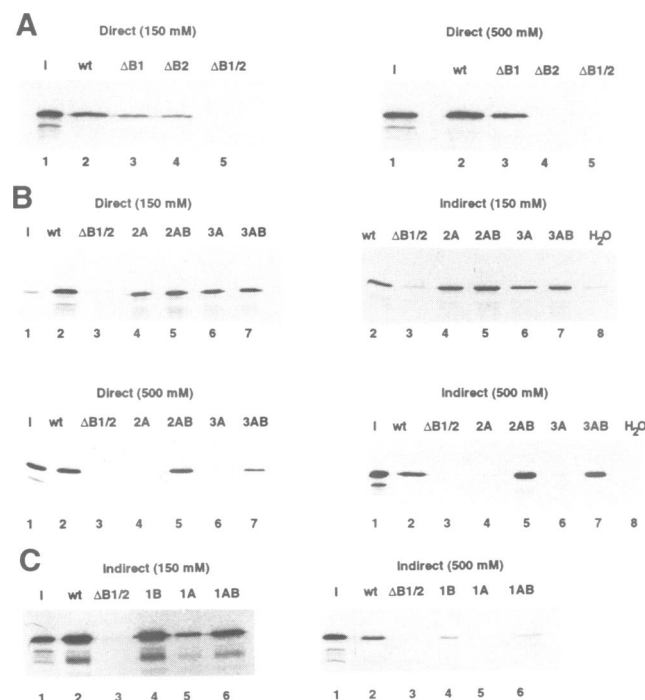 A
Direct (150 mM)
I wt ΔB1 ΔB2 ΔB1/2
1 2 3 4 5
Direct (500 mM)
I wt ΔB1 ΔB2 ΔB1/2
1 2 3 4 5
B
Direct (150 mM)
I wt ΔB1/2 2A 2AB 3A 3AB
1 2 3 4 5 6 7
Indirect (150 mM)
wt ΔB1/2 2A 2AB 3A 3AB H2O
2 3 4 5 6 7 8
Direct (500 mM)
I wt ΔB1/2 2A 2AB 3A 3AB
1 2 3 4 5 6 7
Indirect (500 mM)
I wt ΔB1/2 2A 2AB 3A 3AB H2O
1 2 3 4 5 6 7 8
C
Indirect (150 mM)
I wt ΔB1/2 1B 1A 1AB
1 2 3 4 5 6
Indirect (500 mM)
I wt ΔB1/2 1B 1A 1AB
1 2 3 4 5 6